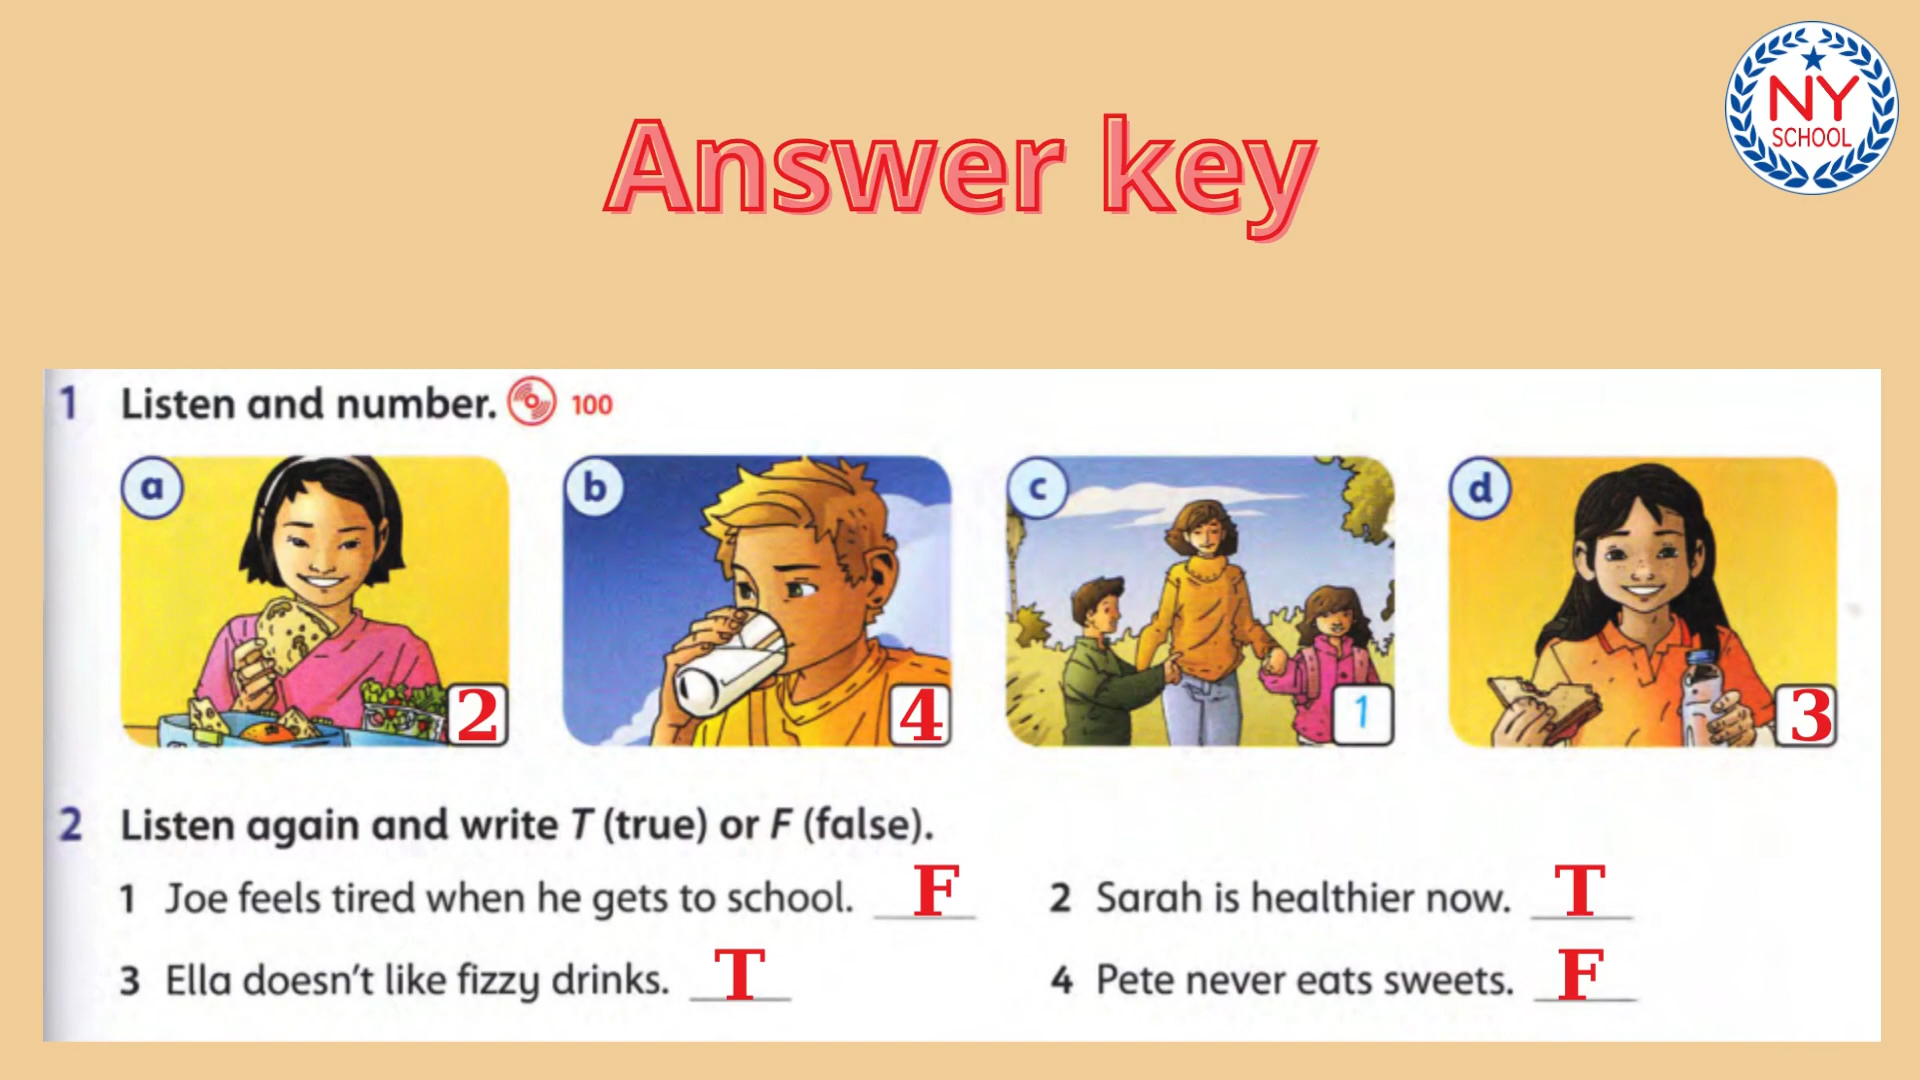 NY
SCHOOL
Answer key
1 Listen and number. 100
a b c d
2 4 1 3
2 Listen again and write T (true) or F (false).
1 Joe feels tired when he gets to school. F 2 Sarah is healthier now. T
3 Ella doesn't like fizzy drinks. T 4 Pete never eats sweets. F